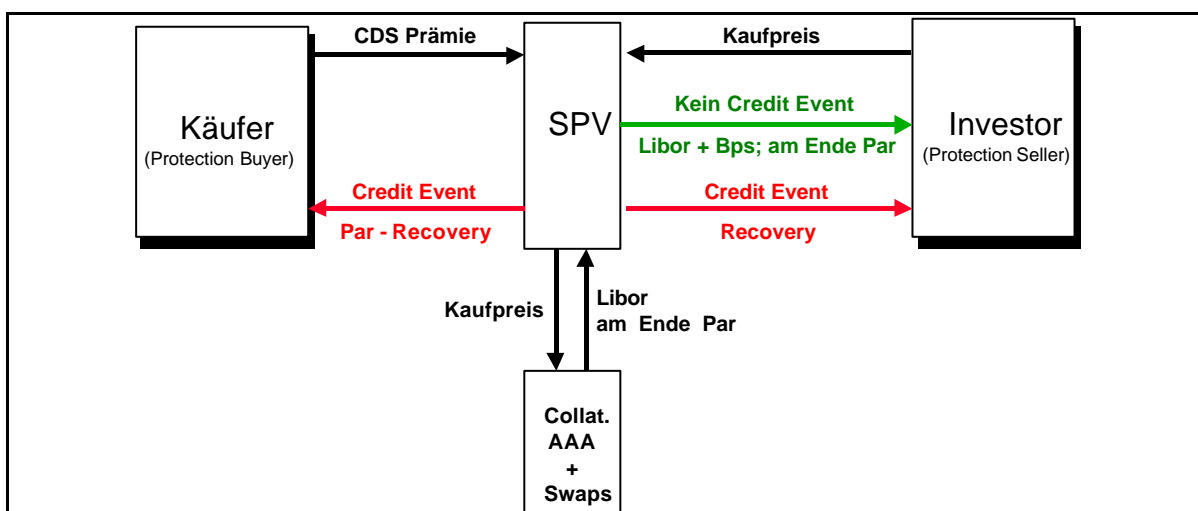 CDS Prämie
Kaufpreis
Käufer
(Protection Buyer)
SPV
Kein Credit Event
Libor + Bps; am Ende Par
Investor
(Protection Seller)
Credit Event
Par - Recovery
Credit Event
Recovery
Kaufpreis
Libor
am Ende Par
Collat.
AAA
+
Swaps